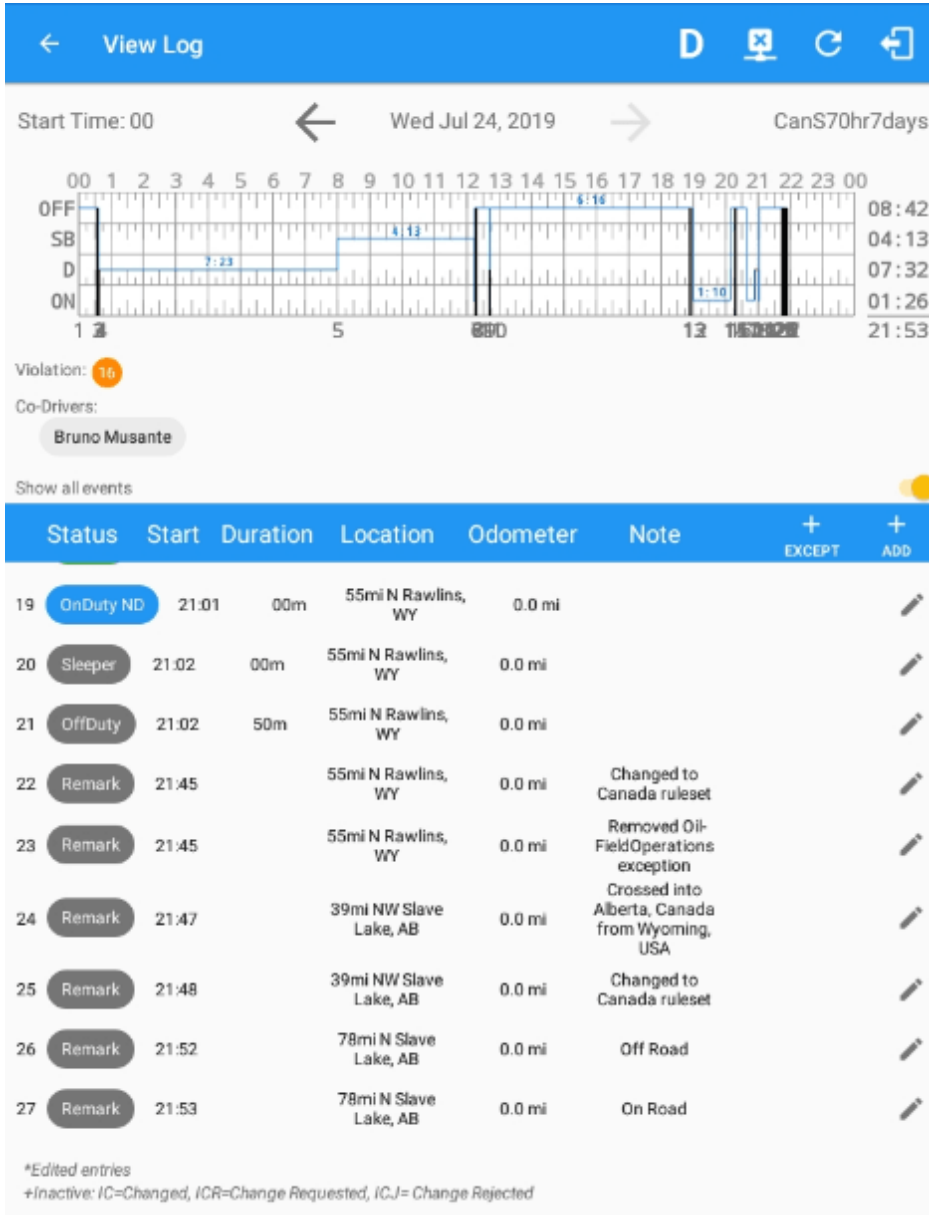 View Log
D
Start Time: 00
Wed Jul 24, 2019
CanS70hr7days
00 1 2 3 4 5 6 7 8 9 10 11 12 13 14 15 16 17 18 19 20 21 22 23 00
OFF 6:16 08:42
SB 4:13 04:13
D 7:23 07:32
ON 1:10 01:26
1 5 13 21:53
Violation: 16
Co-Drivers:
Bruno Musante
Show all events
Status Start Duration Location Odometer Note + EXCEPT + ADD
19 OnDuty ND 21:01 00m 55mi N Rawlins, WY 0.0 mi
20 Sleeper 21:02 00m 55mi N Rawlins, WY 0.0 mi
21 OffDuty 21:02 50m 55mi N Rawlins, WY 0.0 mi
22 Remark 21:45 55mi N Rawlins, WY 0.0 mi Changed to Canada ruleset
23 Remark 21:45 55mi N Rawlins, WY 0.0 mi Removed Oil-FieldOperations exception
24 Remark 21:47 39mi NW Slave Lake, AB 0.0 mi Crossed into Alberta, Canada from Wyoming, USA
25 Remark 21:48 39mi NW Slave Lake, AB 0.0 mi Changed to Canada ruleset
26 Remark 21:52 78mi N Slave Lake, AB 0.0 mi Off Road
27 Remark 21:53 78mi N Slave Lake, AB 0.0 mi On Road
*Edited entries
+Inactive: IC=Changed, ICR=Change Requested, ICJ= Change Rejected